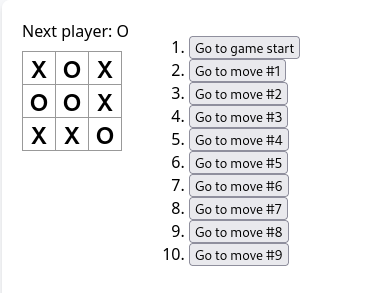 Next player: O
X O X
O O X
X X O
1. Go to game start
2. Go to move #1
3. Go to move #2
4. Go to move #3
5. Go to move #4
6. Go to move #5
7. Go to move #6
8. Go to move #7
9. Go to move #8
10. Go to move #9